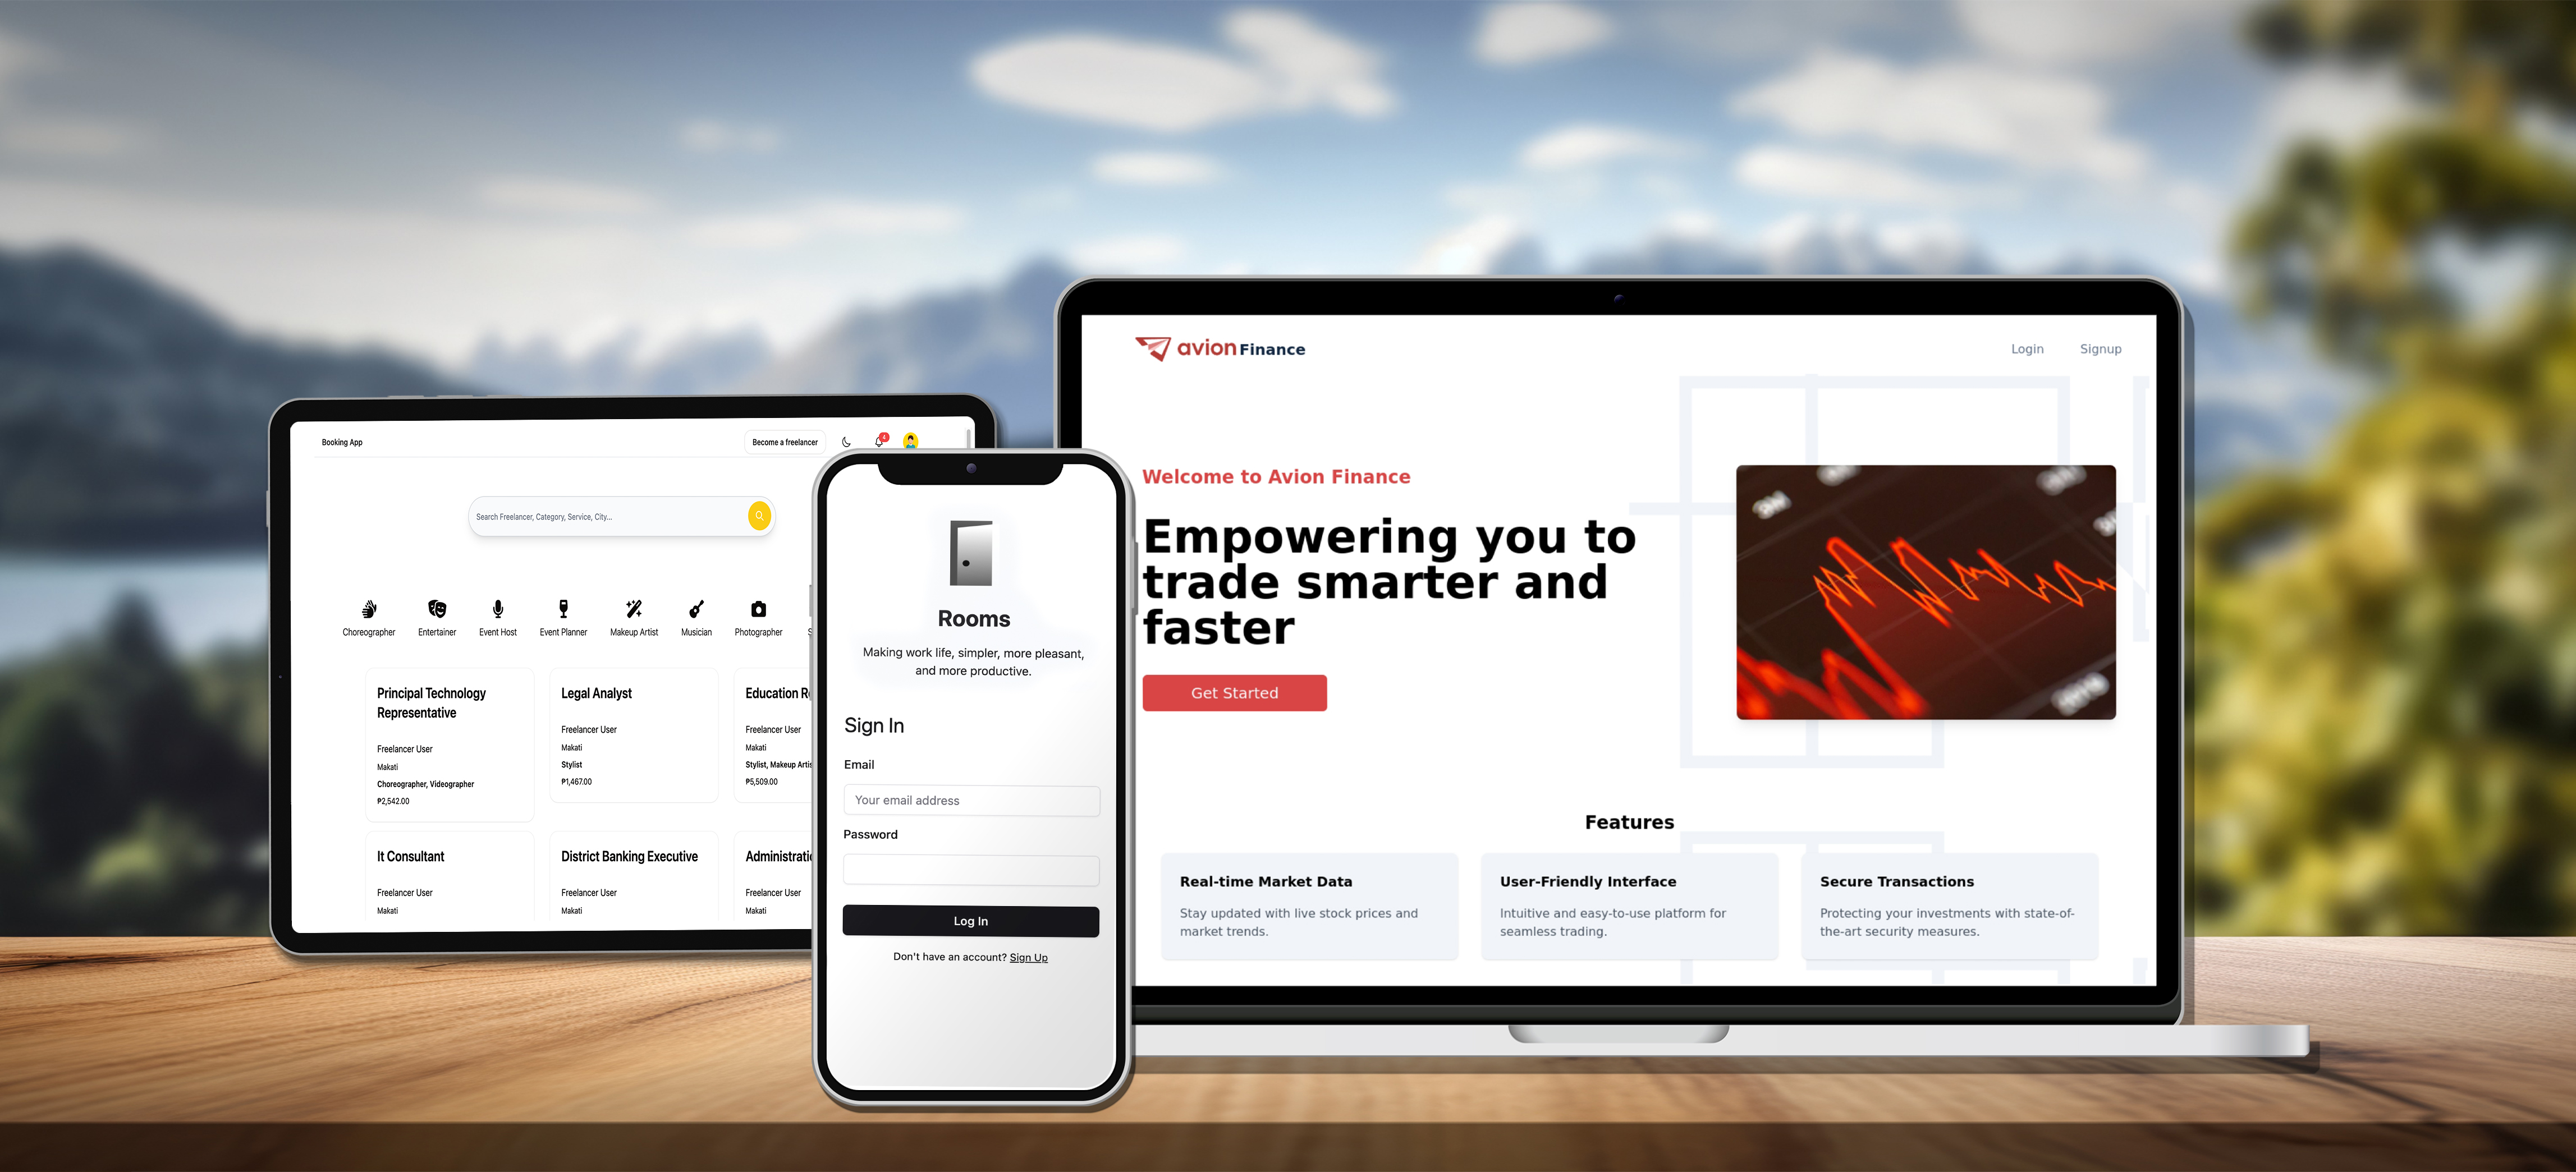 Booking App
Become a freelancer
4
Search Freelancer, Category, Service, City...
Choreographer
Entertainer
Event Host
Event Planner
Makeup Artist
Musician
Photographer
Principal Technology
Representative
Freelancer User
Makati
Choreographer, Videographer
₱2,542.00
Legal Analyst
Freelancer User
Makati
Stylist
₱1,467.00
Education
Freelancer User
Makati
Stylist, Makeup
₱5,509.00
It Consultant
Freelancer User
Makati
District Banking Executive
Freelancer User
Makati
Freelancer User
Makati
Rooms
Making work life, simpler, more pleasant,
and more productive.
Sign In
Email
Your email address
Password
Log In
Don't have an account? Sign Up
avion Finance
Login
Signup
Welcome to Avion Finance
Empowering you to
trade smarter and
faster
Get Started
Features
Real-time Market Data
Stay updated with live stock prices and
market trends.
User-Friendly Interface
Intuitive and easy-to-use platform for
seamless trading.
Secure Transactions
Protecting your investments with state-of-
the-art security measures.